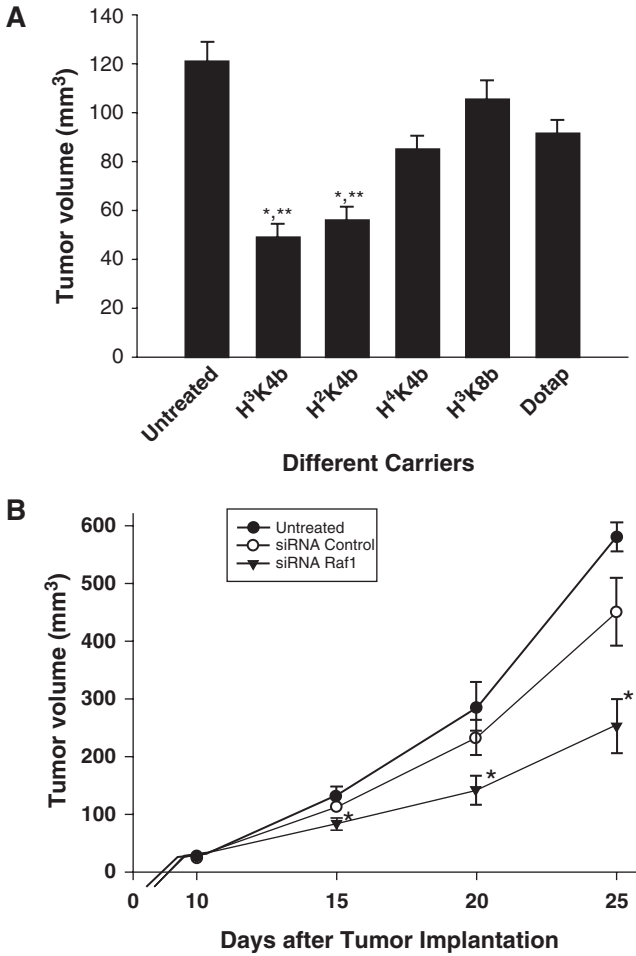 A
Tumor volume (mm³)
140
120
100
80
60
40
20
0
*,**
*,**
Untreated
H³K4b
H²K4b
H⁴K4b
H³K8b
Dotap
Different Carriers
B
Tumor volume (mm³)
600
500
400
300
200
100
0
Untreated
siRNA Control
siRNA Raf1
*
*
*
0
10
15
20
25
Days after Tumor Implantation